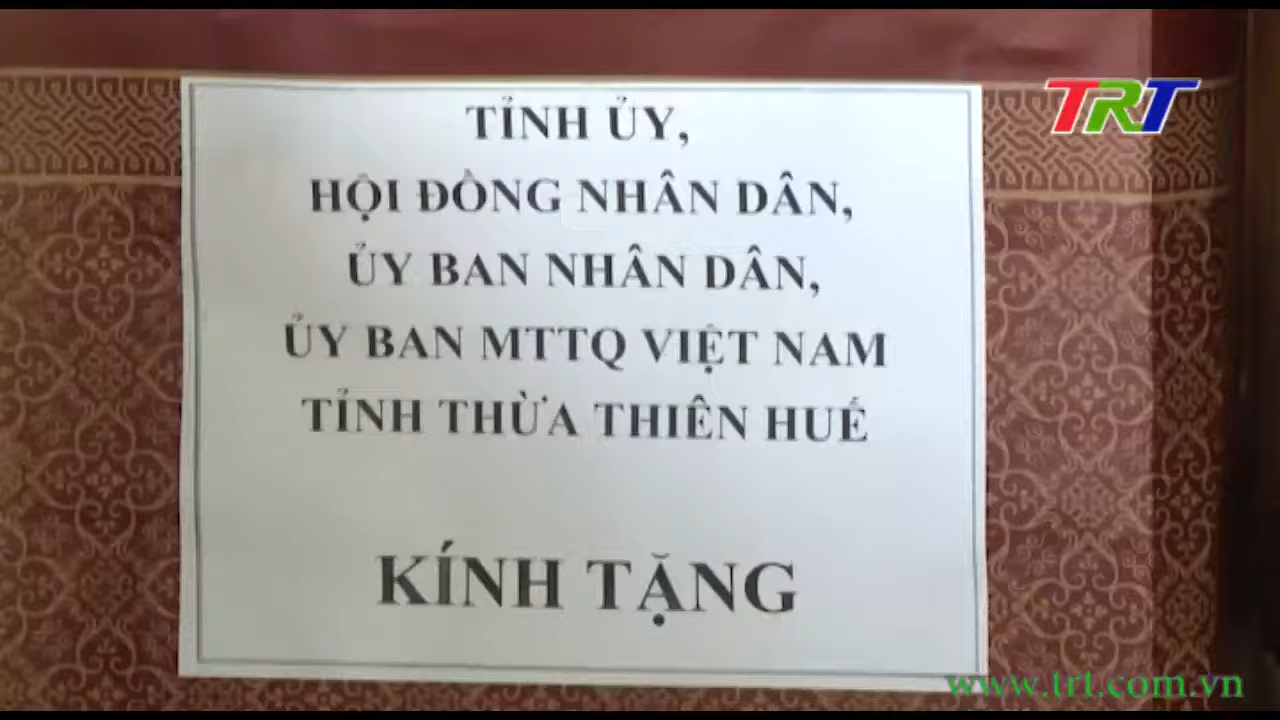 TRT
TỈNH ỦY,
HỘI ĐỒNG NHÂN DÂN,
ỦY BAN NHÂN DÂN,
ỦY BAN MTTQ VIỆT NAM
TỈNH THỪA THIÊN HUẾ
KÍNH TẶNG
www.trt.com.vn